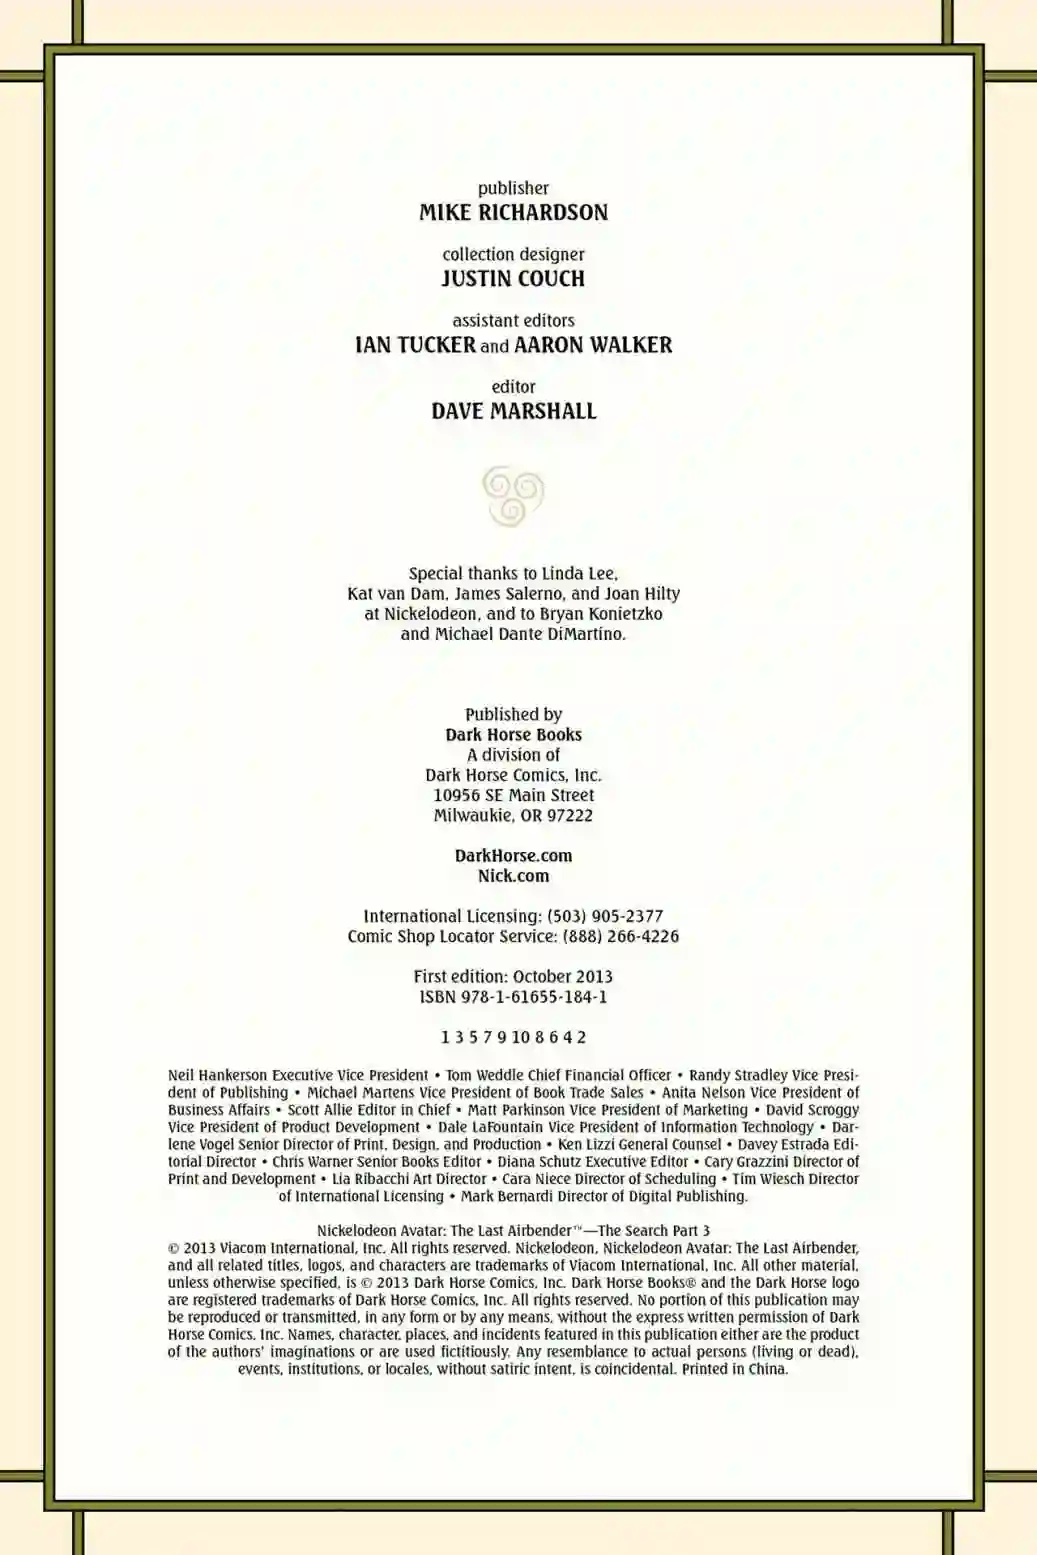 publisher
MIKE RICHARDSON
collection designer
JUSTIN COUCH
assistant editors
IAN TUCKER and AARON WALKER
editor
DAVE MARSHALL
Special thanks to Linda Lee,
Kat van Dam, James Salerno, and Joan Hilty
at Nickelodeon, and to Bryan Konietzko
and Michael Dante DiMartino.
Published by
Dark Horse Books
A division of
Dark Horse Comics, Inc.
10956 SE Main Street
Milwaukie, OR 97222
DarkHorse.com
Nick.com
International Licensing: (503) 905-2377
Comic Shop Locator Service: (888) 266-4226
First edition: October 2013
ISBN 978-1-61655-184-1
1 3 5 7 9 10 8 6 4 2
Neil Hankerson Executive Vice President • Tom Weddle Chief Financial Officer • Randy Stradley Vice Presi-
dent of Publishing • Michael Martens Vice President of Book Trade Sales • Anita Nelson Vice President of
Business Affairs • Scott Allie Editor in Chief • Matt Parkinson Vice President of Marketing • David Scroggy
Vice President of Product Development • Dale LaFountain Vice President of Information Technology • Dar-
lene Vogel Senior Director of Print, Design, and Production • Ken Lizzi General Counsel • Davey Estrada Edi-
torial Director • Chris Warner Senior Books Editor • Diana Schutz Executive Editor • Cary Grazzini Director of
Print and Development • Lia Ribacchi Art Director • Cara Niece Director of Scheduling • Tim Wiesch Director
of International Licensing • Mark Bernardi Director of Digital Publishing.
Nickelodeon Avatar: The Last Airbender™—The Search Part 3
© 2013 Viacom International, Inc. All rights reserved. Nickelodeon, Nickelodeon Avatar: The Last Airbender,
and all related titles, logos, and characters are trademarks of Viacom International, Inc. All other material,
unless otherwise specified, is © 2013 Dark Horse Comics, Inc. Dark Horse Books® and the Dark Horse logo
are registered trademarks of Dark Horse Comics, Inc. All rights reserved. No portion of this publication may
be reproduced or transmitted, in any form or by any means, without the express written permission of Dark
Horse Comics, Inc. Names, character, places, and incidents featured in this publication either are the product
of the authors' imaginations or are used fictitiously. Any resemblance to actual persons (living or dead),
events, institutions, or locales, without satiric intent, is coincidental. Printed in China.